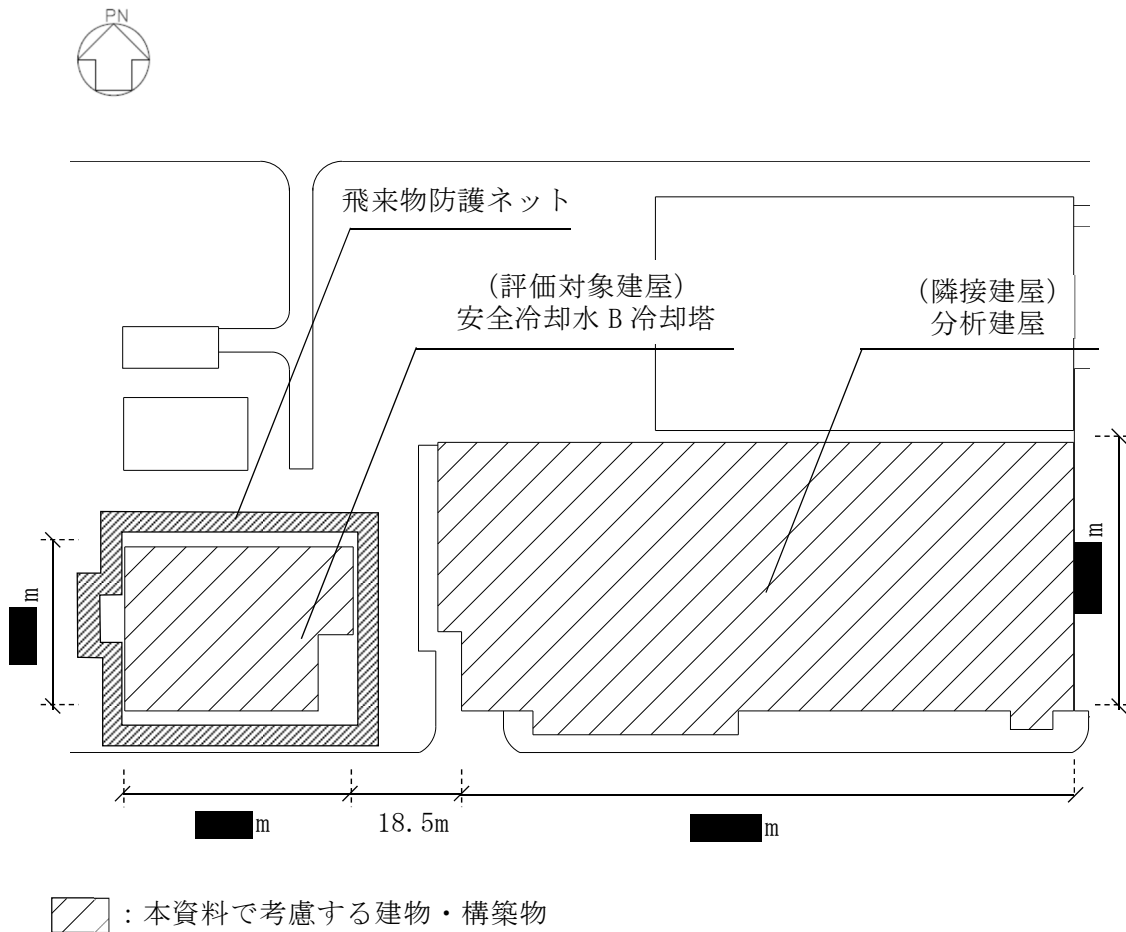 PN
飛来物防護ネット
(評価対象建屋)
安全冷却水 B 冷却塔
(隣接建屋)
分析建屋
m
m
m
18.5m
m
:本資料で考慮する建物・構築物